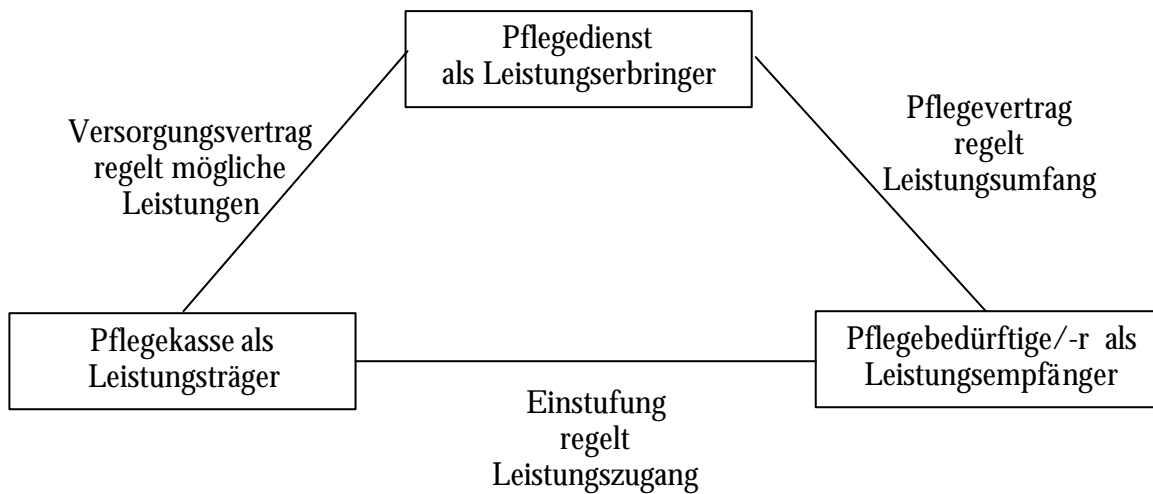 Pflegedienst
als Leistungserbringer
Versorgungsvertrag
regelt mögliche
Leistungen
Pflegevertrag
regelt
Leistungsumfang
Pflegekasse als
Leistungsträger
Pflegebedürftige/-r als
Leistungsempfänger
Einstufung
regelt
Leistungszugang